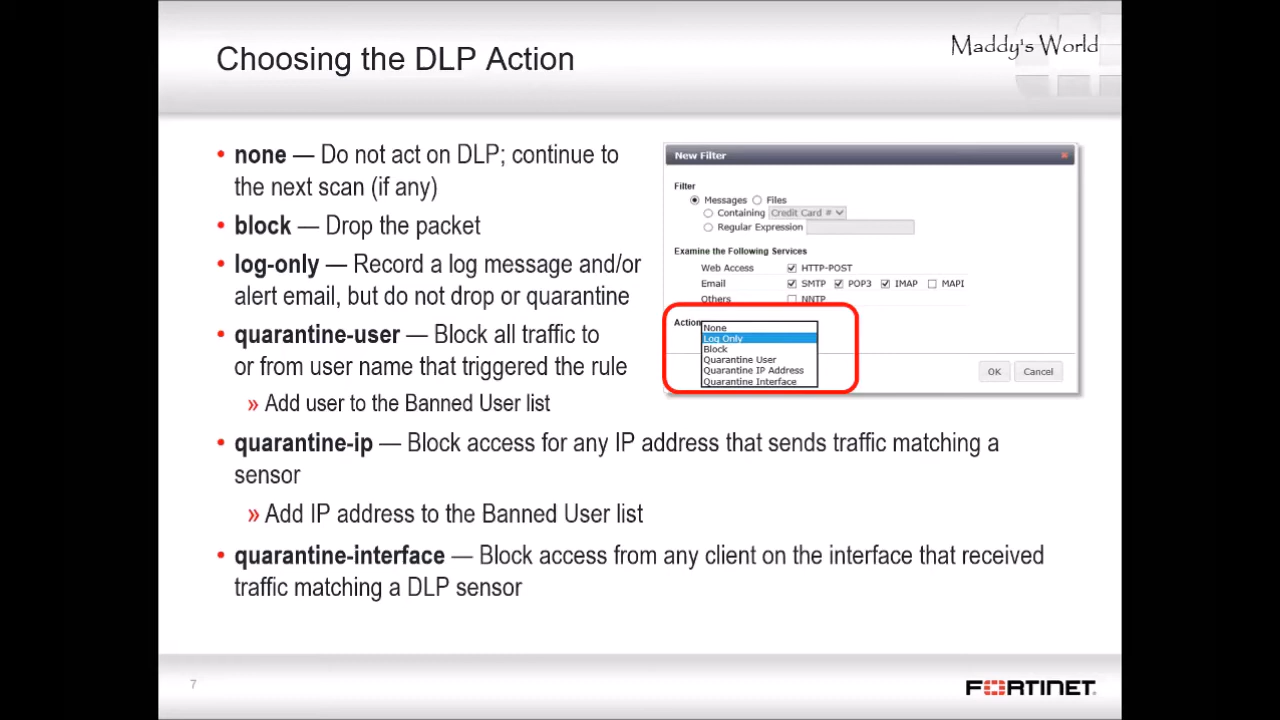 Choosing the DLP Action
Maddy's World
• none — Do not act on DLP; continue to
the next scan (if any)
• block — Drop the packet
• log-only — Record a log message and/or
alert email, but do not drop or quarantine
• quarantine-user — Block all traffic to
or from user name that triggered the rule
» Add user to the Banned User list
• quarantine-ip — Block access for any IP address that sends traffic matching a
sensor
» Add IP address to the Banned User list
• quarantine-interface — Block access from any client on the interface that received
traffic matching a DLP sensor
New Filter
Filter
Messages Files
Containing Credit Card #
Regular Expression
Examine the Following Services
Web Access HTTP-POST
Email SMTP POP3 IMAP MAPI
Others NNTP
Action
None
Log Only
Block
Quarantine User
Quarantine IP Address
Quarantine Interface
OK Cancel
7
FORTINET